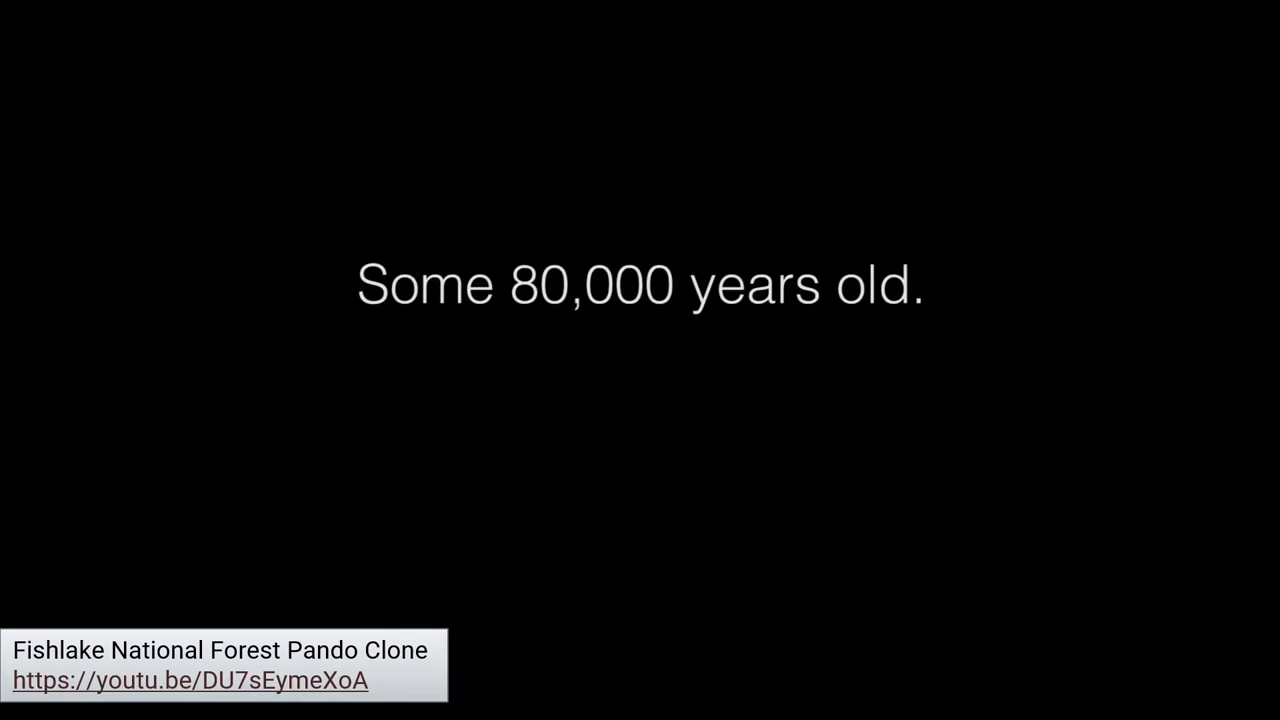 Some 80,000 years old.
Fishlake National Forest Pando Clone
https://youtu.be/DU7sEymeXoA